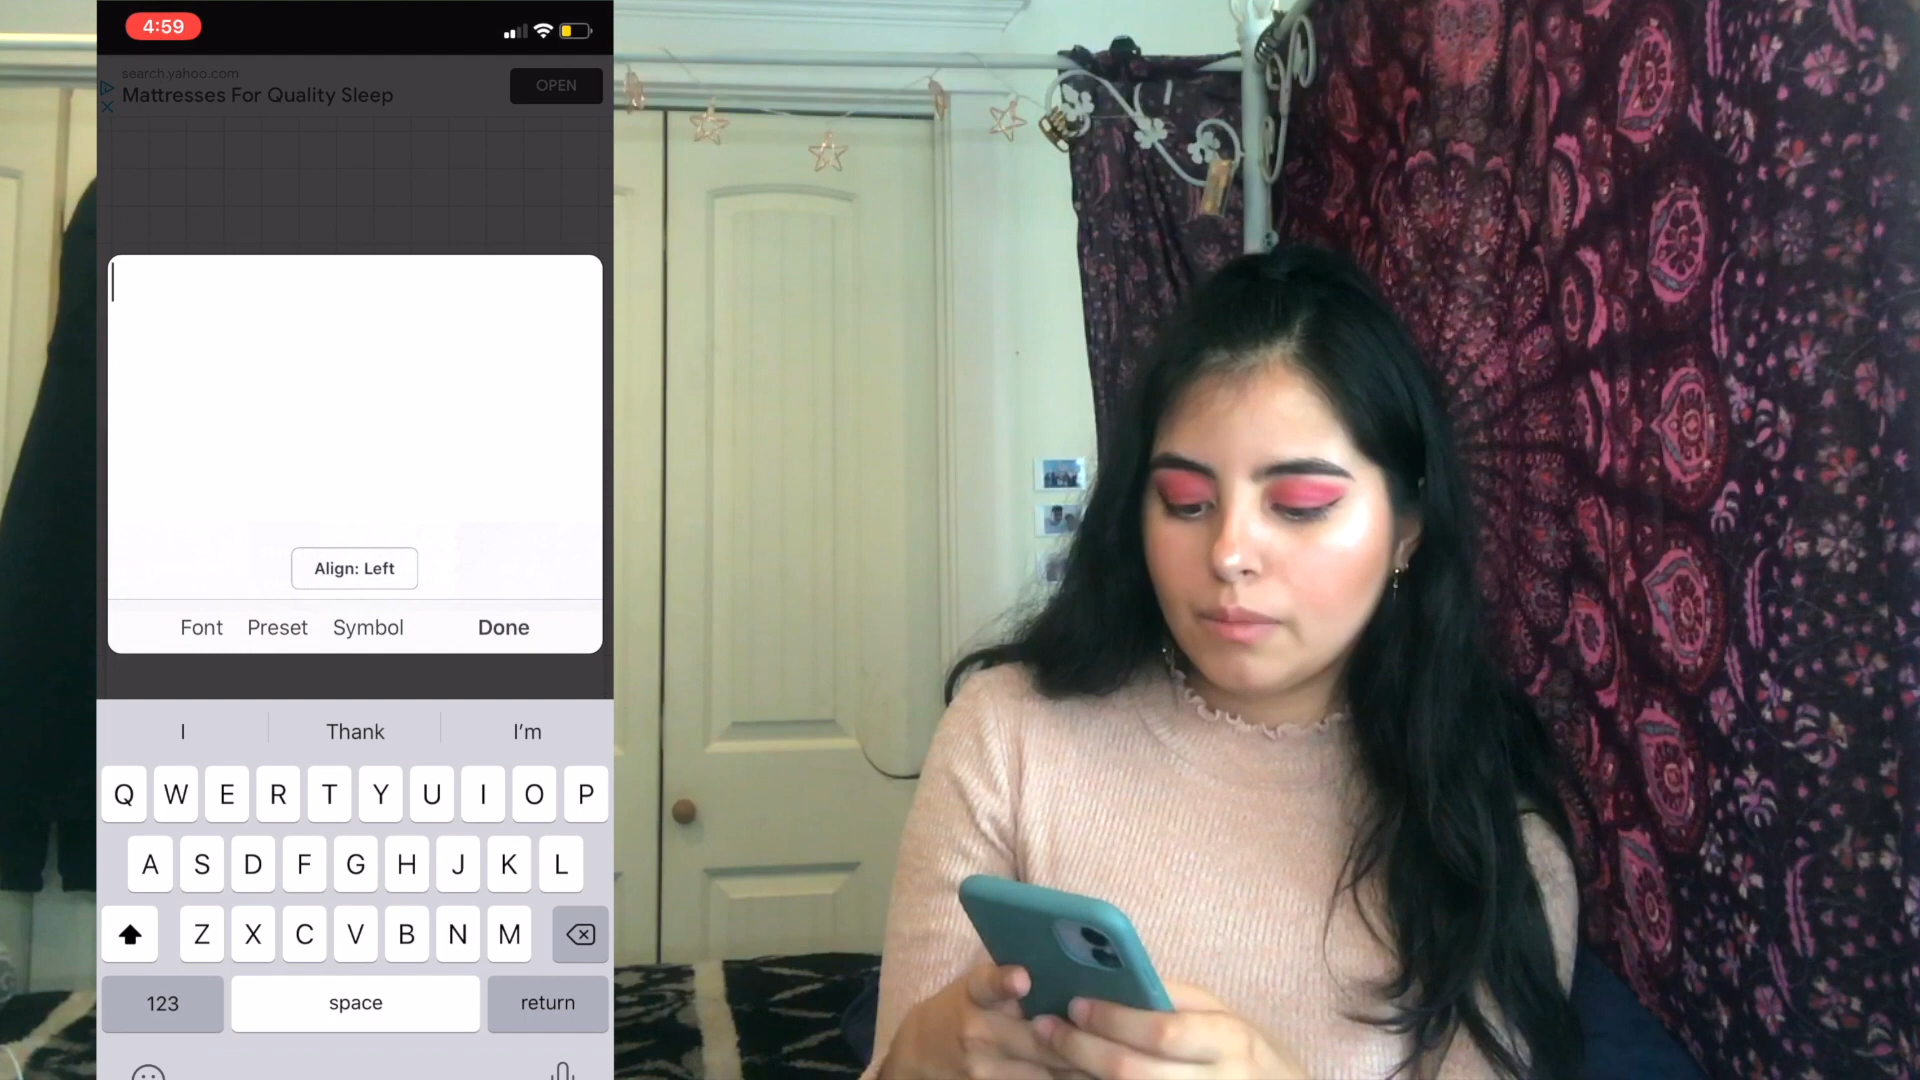 4:59
search.yahoo.com
Mattresses For Quality Sleep
OPEN
Align: Left
Font Preset Symbol Done
I Thank I'm
Q W E R T Y U I O P
A S D F G H J K L
Z X C V B N M
123 space return